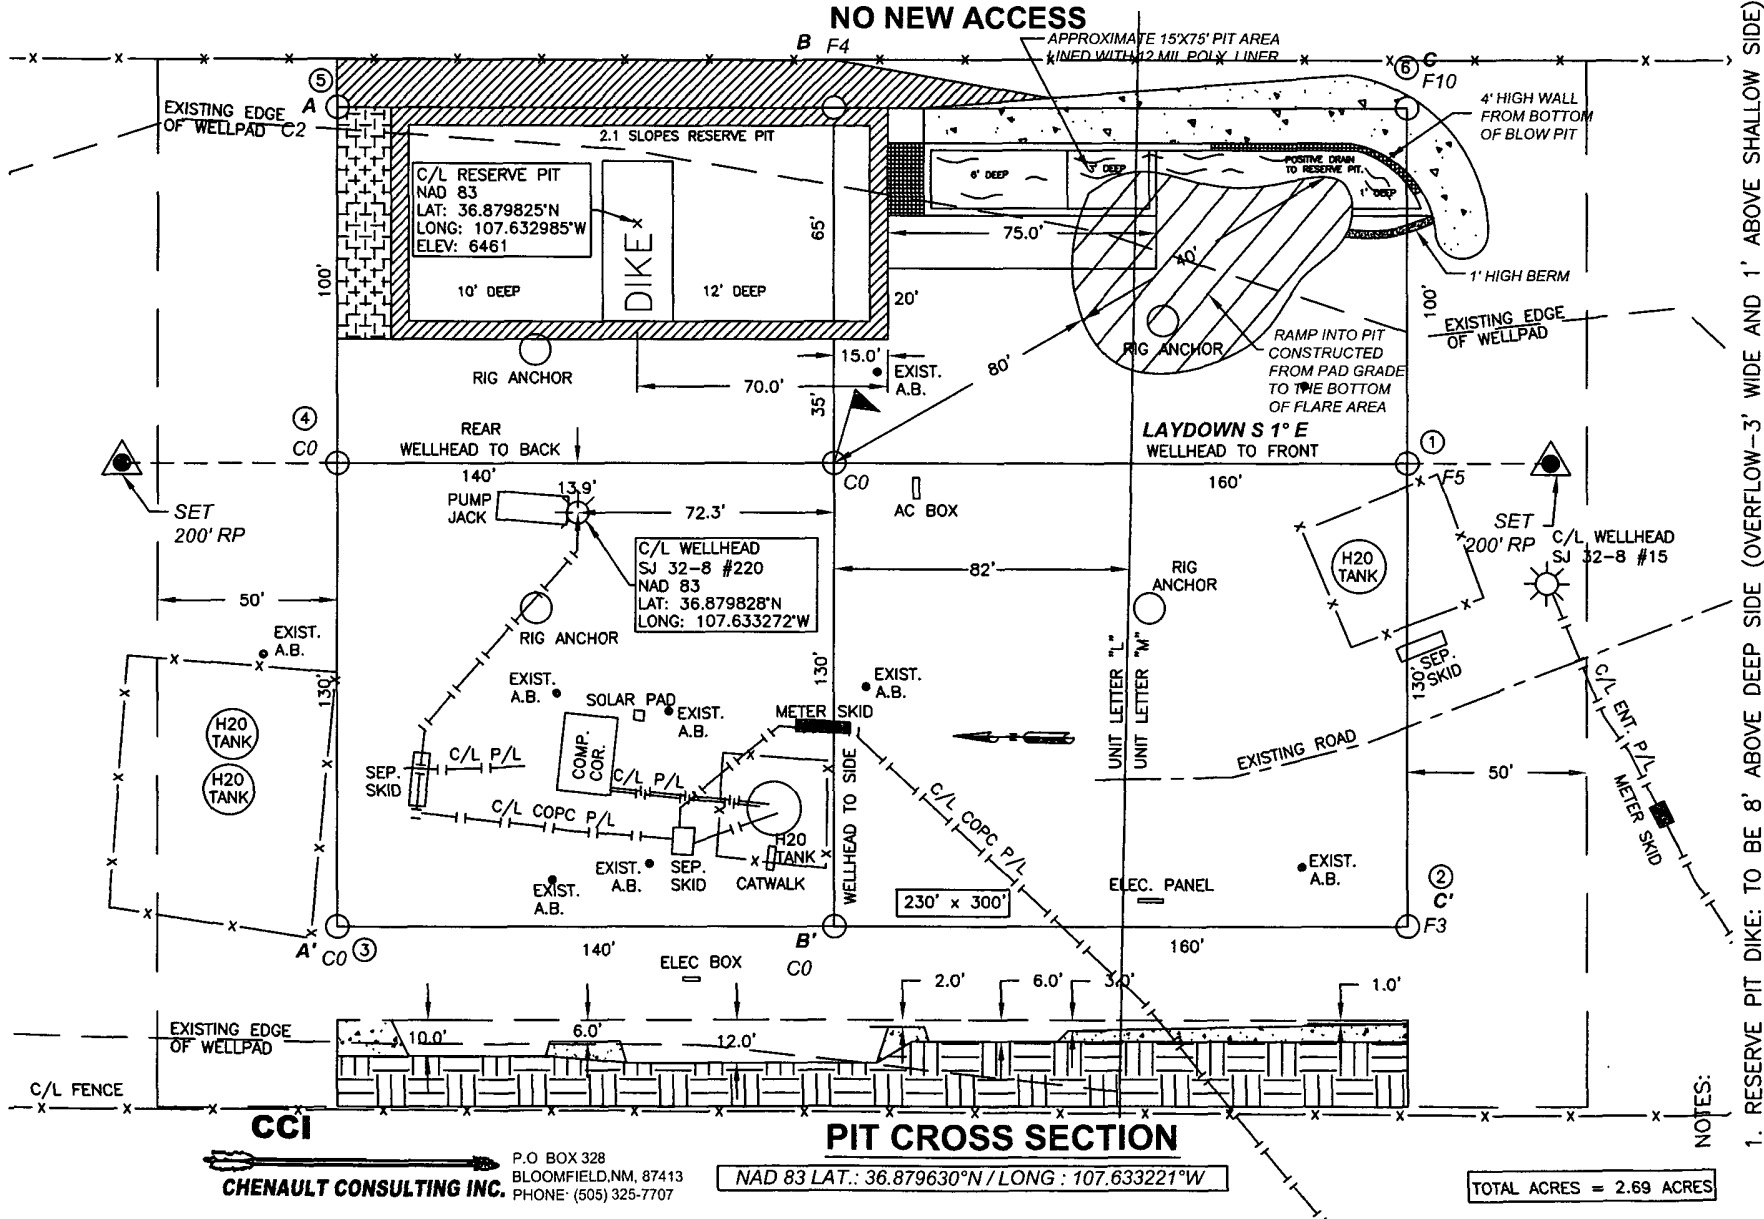 NO NEW ACCESS
B
F4
APPROXIMATE 15'X75' PIT AREA
LINED WITH 12 MIL POLY LINER
6
C
F10
4' HIGH WALL
FROM BOTTOM
OF BLOW PIT
5
A
EXISTING EDGE
OF WELLPAD
C2
2.1 SLOPES RESERVE PIT
C/L RESERVE PIT
NAD 83
LAT: 36.879825°N
LONG: 107.632985°W
ELEV: 6461
DIKE
10' DEEP
12' DEEP
65'
100'
6' DEEP
3' DEEP
POSITIVE DRAIN
TO RESERVE PIT.
1' DEEP
75.0'
40'
20'
1' HIGH BERM
100'
EXISTING EDGE
OF WELLPAD
RIG ANCHOR
RIG ANCHOR
RAMP INTO PIT
CONSTRUCTED
FROM PAD GRADE
TO THE BOTTOM
OF FLARE AREA
15.0'
70.0'
EXIST.
A.B.
80'
35'
4
C0
REAR
WELLHEAD TO BACK
140'
LAYDOWN S 1° E
WELLHEAD TO FRONT
160'
1
F5
C0
SET
200' RP
SET
200' RP
PUMP
JACK
13.9'
72.3'
AC BOX
C/L WELLHEAD
SJ 32-8 #220
NAD 83
LAT: 36.879828°N
LONG: 107.633272°W
C/L WELLHEAD
SJ 32-8 #15
H20
TANK
82'
RIG
ANCHOR
RIG ANCHOR
50'
EXIST.
A.B.
130'
130'
130'
SEP.
SKID
EXIST.
A.B.
SOLAR PAD
EXIST.
A.B.
EXIST.
A.B.
METER SKID
UNIT LETTER "L"
UNIT LETTER "M"
H20
TANK
H20
TANK
SEP.
SKID
C/L P/L
COMP.
COR.
C/L P/L
C/L COPC P/L
EXISTING ROAD
C/L ENT. P/L
METER SKID
50'
WELLHEAD TO SIDE
C/L COPC P/L
H20
TANK
CATWALK
SEP.
SKID
EXIST.
A.B.
EXIST.
A.B.
EXIST.
A.B.
ELEC. PANEL
230' x 300'
2
C'
F3
A'
C0
3
140'
B'
C0
160'
ELEC BOX
2.0'
6.0'
3.0'
1.0'
EXISTING EDGE
OF WELLPAD
10.0'
6.0'
12.0'
C/L FENCE
CCI
CHENAULT CONSULTING INC.
P.O BOX 328
BLOOMFIELD,NM, 87413
PHONE: (505) 325-7707
PIT CROSS SECTION
NAD 83 LAT.: 36.879630°N / LONG : 107.633221°W
TOTAL ACRES = 2.69 ACRES
NOTES:
1. RESERVE PIT DIKE: TO BE 8' ABOVE DEEP SIDE (OVERFLOW-3' WIDE AND 1' ABOVE SHALLOW SIDE)